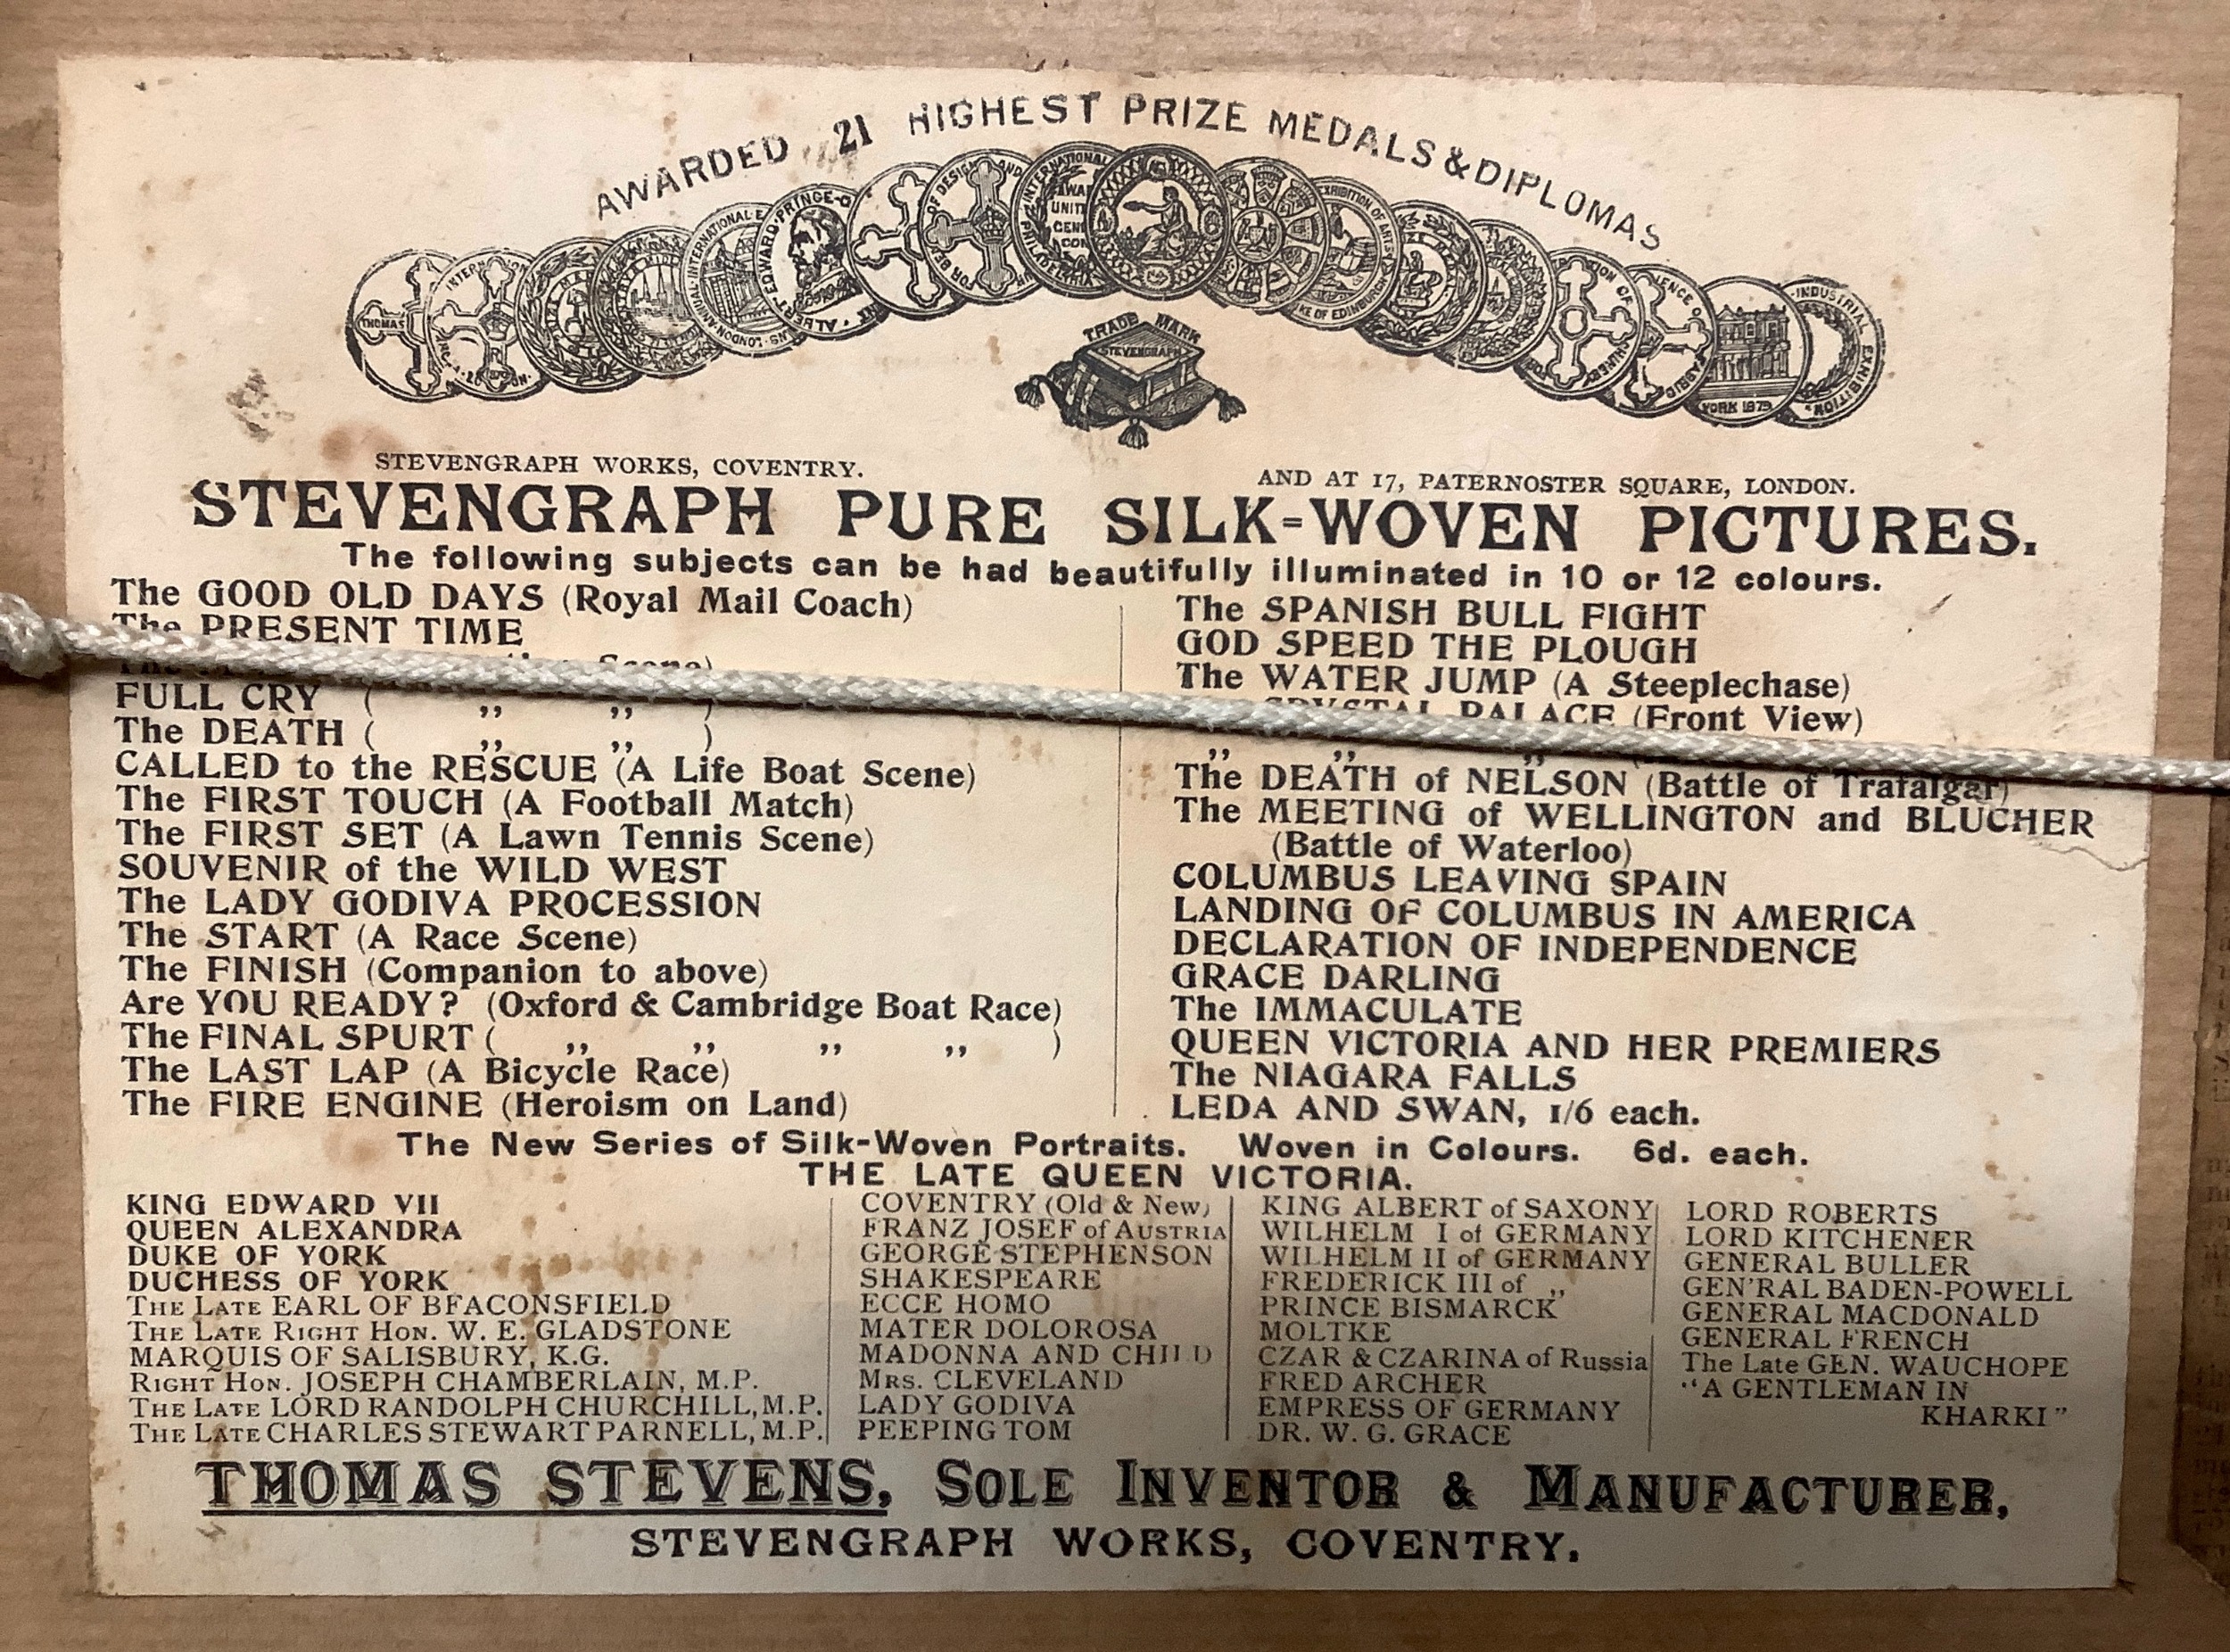 AWARDED 21 HIGHEST PRIZE MEDALS & DIPLOMAS
TRADE MARK
STEVENGRAPH
THOMAS
YORK 1879
INDUSTRIAL EXHIBITION
STEVENGRAPH WORKS, COVENTRY.
AND AT 17, PATERNOSTER SQUARE, LONDON.
STEVENGRAPH PURE SILK=WOVEN PICTURES.
The following subjects can be had beautifully illuminated in 10 or 12 colours.
The GOOD OLD DAYS (Royal Mail Coach)
The PRESENT TIME
Scene)
FULL CRY ( „ „ )
The DEATH ( „ „ )
CALLED to the RESCUE (A Life Boat Scene)
The FIRST TOUCH (A Football Match)
The FIRST SET (A Lawn Tennis Scene)
SOUVENIR of the WILD WEST
The LADY GODIVA PROCESSION
The START (A Race Scene)
The FINISH (Companion to above)
Are YOU READY? (Oxford & Cambridge Boat Race)
The FINAL SPURT ( „ „ „ „ )
The LAST LAP (A Bicycle Race)
The FIRE ENGINE (Heroism on Land)
The SPANISH BULL FIGHT
GOD SPEED THE PLOUGH
The WATER JUMP (A Steeplechase)
CRYSTAL PALACE (Front View)
„ „ „
The DEATH of NELSON (Battle of Trafalgar)
The MEETING of WELLINGTON and BLUCHER
(Battle of Waterloo)
COLUMBUS LEAVING SPAIN
LANDING OF COLUMBUS IN AMERICA
DECLARATION OF INDEPENDENCE
GRACE DARLING
The IMMACULATE
QUEEN VICTORIA AND HER PREMIERS
The NIAGARA FALLS
LEDA AND SWAN, 1/6 each.
The New Series of Silk-Woven Portraits. Woven in Colours. 6d. each.
THE LATE QUEEN VICTORIA.
KING EDWARD VII
QUEEN ALEXANDRA
DUKE OF YORK
DUCHESS OF YORK
THE LATE EARL OF BEACONSFIELD
THE LATE RIGHT HON. W. E. GLADSTONE
MARQUIS OF SALISBURY, K.G.
RIGHT HON. JOSEPH CHAMBERLAIN, M.P.
THE LATE LORD RANDOLPH CHURCHILL, M.P.
THE LATE CHARLES STEWART PARNELL, M.P.
COVENTRY (Old & New)
FRANZ JOSEF of AUSTRIA
GEORGE STEPHENSON
SHAKESPEARE
ECCE HOMO
MATER DOLOROSA
MADONNA AND CHILD
MRS. CLEVELAND
LADY GODIVA
PEEPING TOM
KING ALBERT of SAXONY
WILHELM I of GERMANY
WILHELM II of GERMANY
FREDERICK III of „
PRINCE BISMARCK
MOLTKE
CZAR & CZARINA of Russia
FRED ARCHER
EMPRESS OF GERMANY
DR. W. G. GRACE
LORD ROBERTS
LORD KITCHENER
GENERAL BULLER
GEN'RAL BADEN-POWELL
GENERAL MACDONALD
GENERAL FRENCH
The Late GEN. WAUCHOPE
"A GENTLEMAN IN
KHARKI"
THOMAS STEVENS, SOLE INVENTOR & MANUFACTURER,
STEVENGRAPH WORKS, COVENTRY.